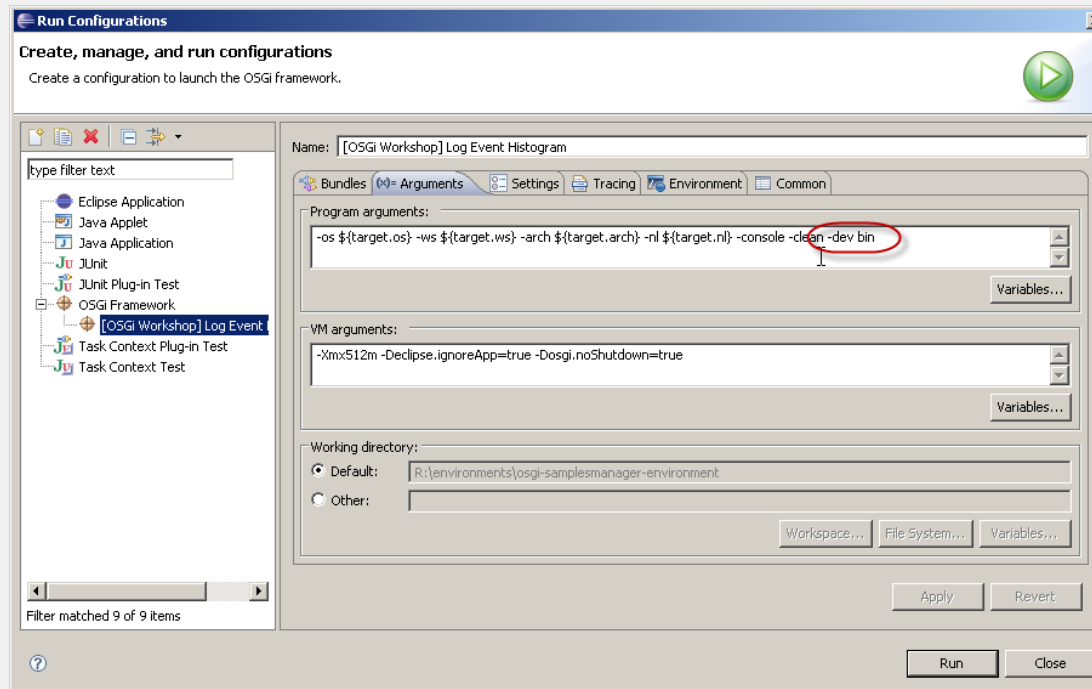 Run Configurations
Create, manage, and run configurations
Create a configuration to launch the OSGi framework.
type filter text
Eclipse Application
Java Applet
Java Application
Ju JUnit
JUnit Plug-in Test
OSGi Framework
[OSGi Workshop] Log Event
Task Context Plug-in Test
Ju Task Context Test
Filter matched 9 of 9 items
Name: [OSGi Workshop] Log Event Histogram
Bundles (x)= Arguments Settings Tracing Environment Common
Program arguments:
-os ${target.os} -ws ${target.ws} -arch ${target.arch} -nl ${target.nl} -console -clean -dev bin
Variables...
VM arguments:
-Xmx512m -Declipse.ignoreApp=true -Dosgi.noShutdown=true
Variables...
Working directory:
Default: R:\environments\osgi-samplesmanager-environment
Other:
Workspace... File System... Variables...
Apply Revert
? Run Close